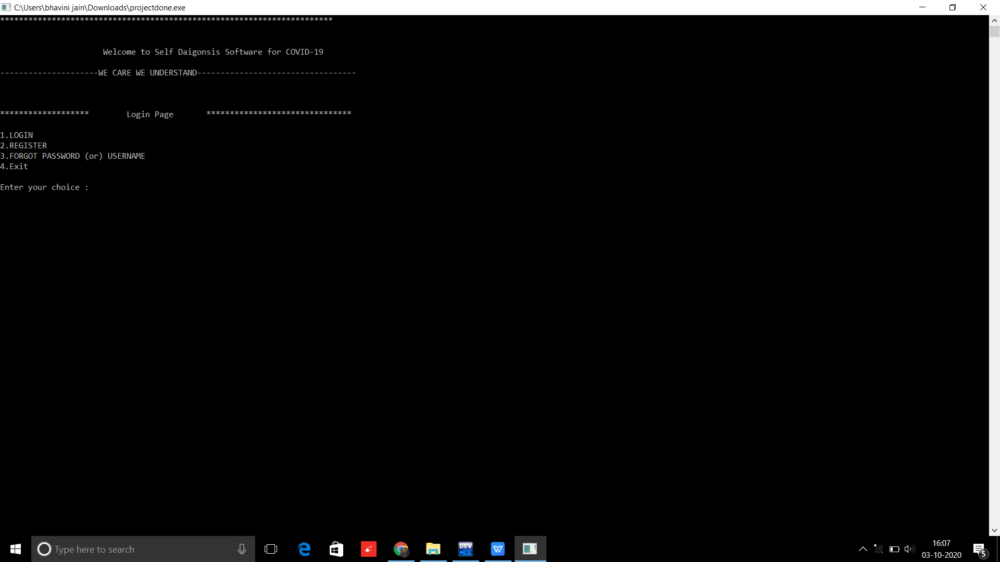 C:\Users\bhavini jain\Downloads\projectdone.exe
***********************************************************************
Welcome to Self Daigonsis Software for COVID-19
---------------------WE CARE WE UNDERSTAND----------------------------------
******************* Login Page *******************************
1.LOGIN
2.REGISTER
3.FORGOT PASSWORD (or) USERNAME
4.Exit
Enter your choice :
Type here to search
DEV
C++
W
16:07
03-10-2020
5